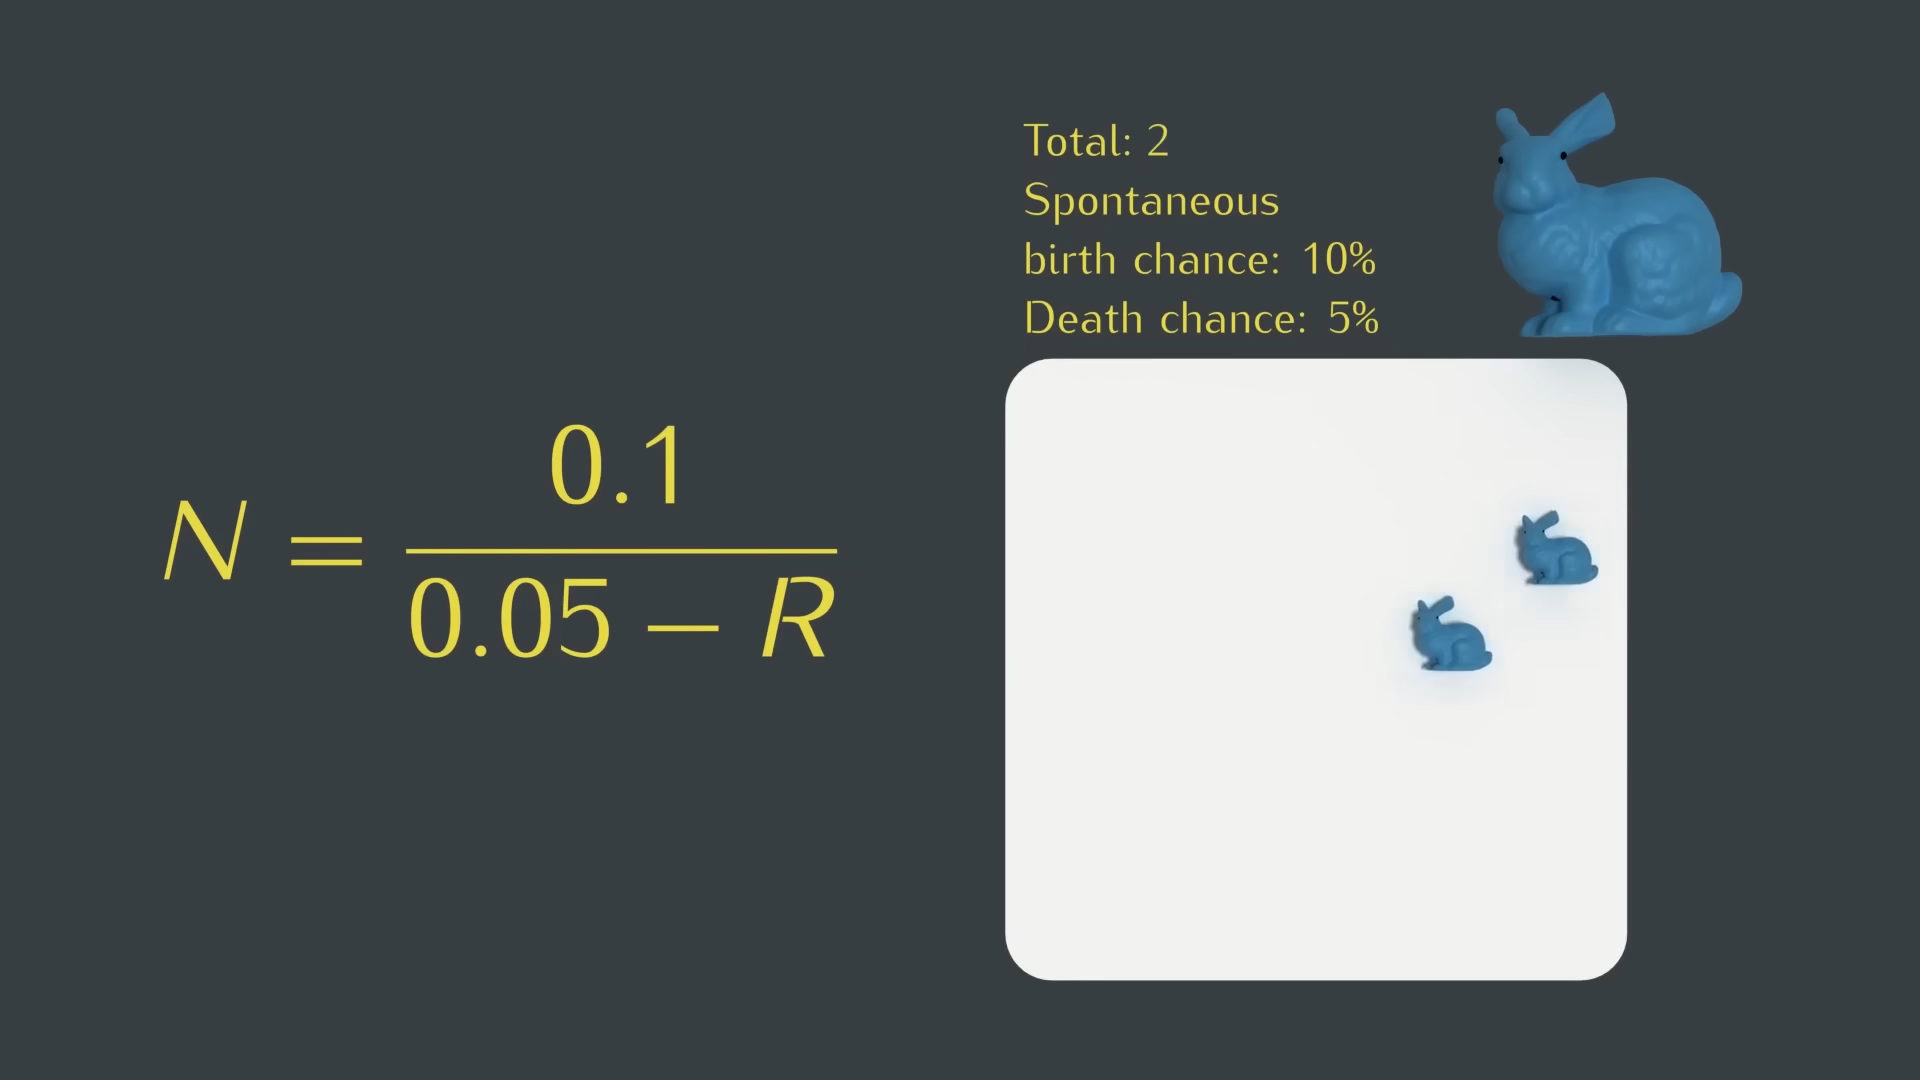 N = 0.1 / 0.05 − R
Total: 2
Spontaneous
birth chance: 10%
Death chance: 5%